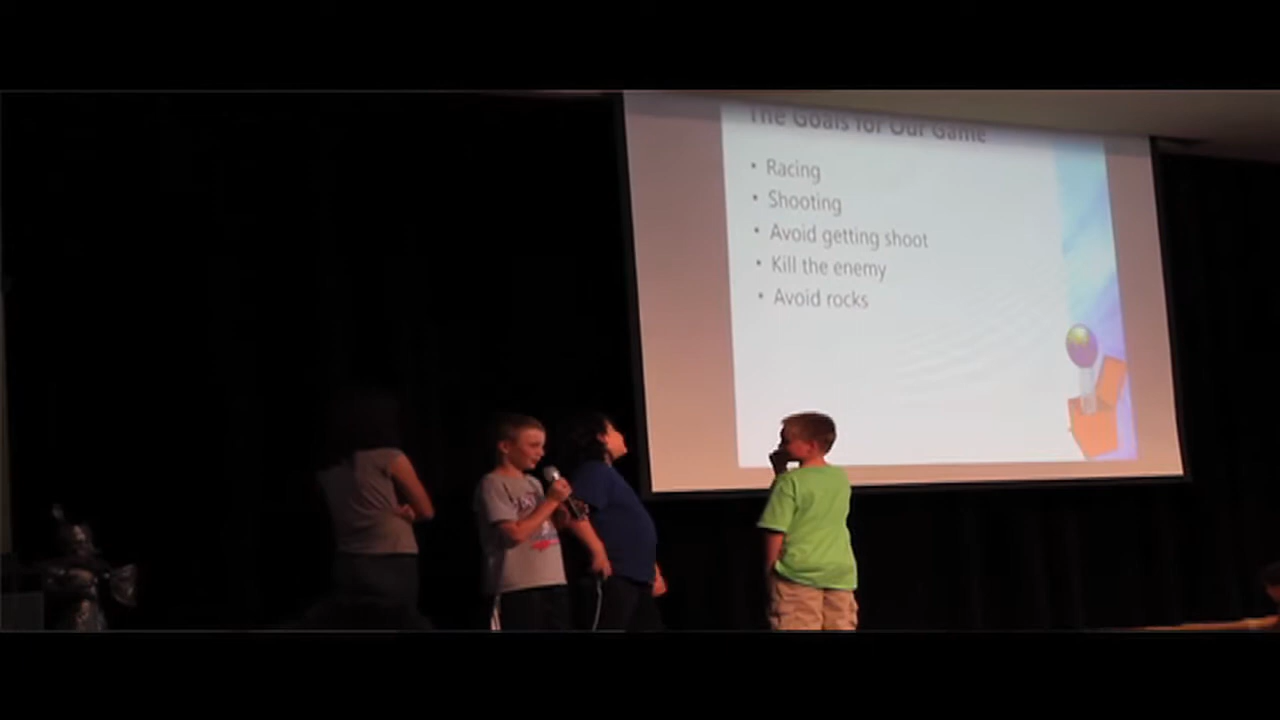 The Goals for Our Game
• Racing
• Shooting
• Avoid getting shoot
• Kill the enemy
• Avoid rocks